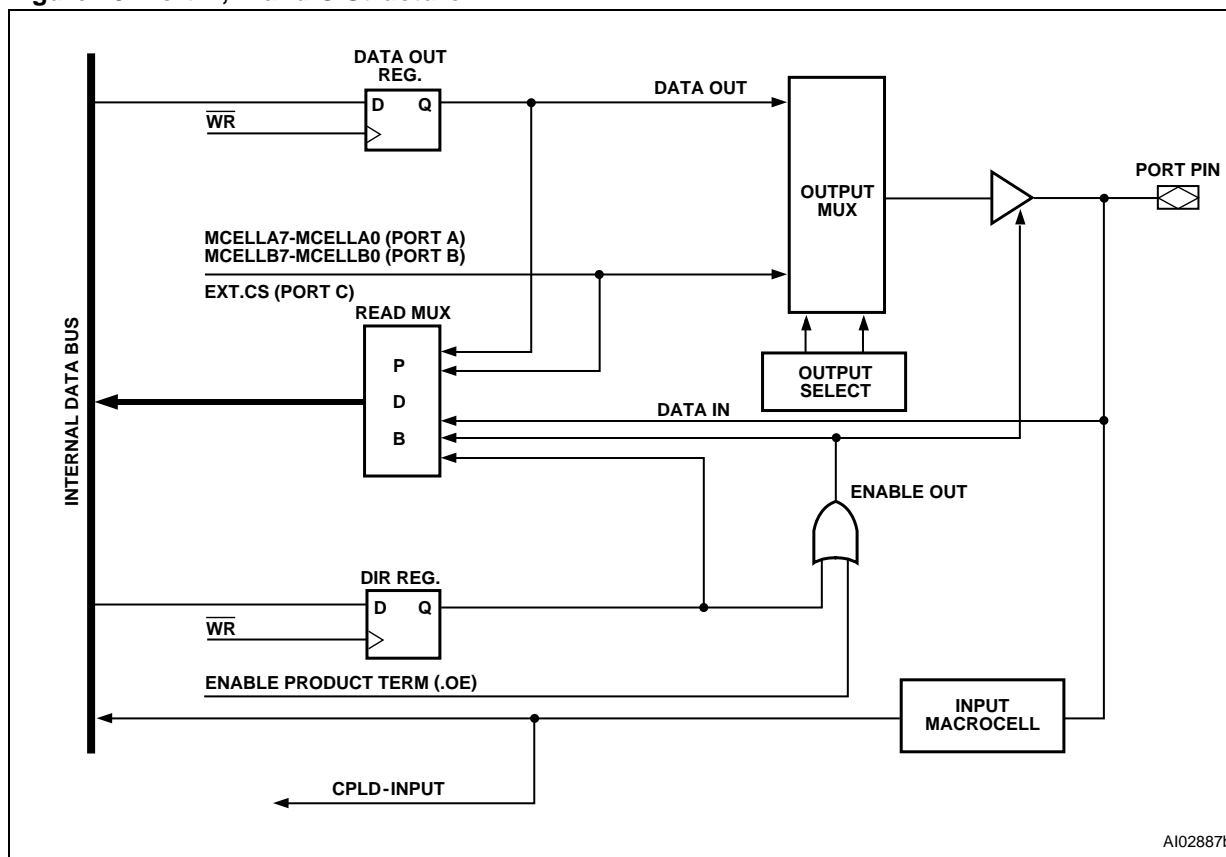 DATA OUT
REG.
D Q
WR
DATA OUT
OUTPUT
MUX
PORT PIN
MCELLA7-MCELLA0 (PORT A)
MCELLB7-MCELLB0 (PORT B)
EXT.CS (PORT C)
READ MUX
P
D
B
OUTPUT
SELECT
DATA IN
INTERNAL DATA BUS
ENABLE OUT
DIR REG.
D Q
WR
ENABLE PRODUCT TERM (.OE)
INPUT
MACROCELL
CPLD-INPUT